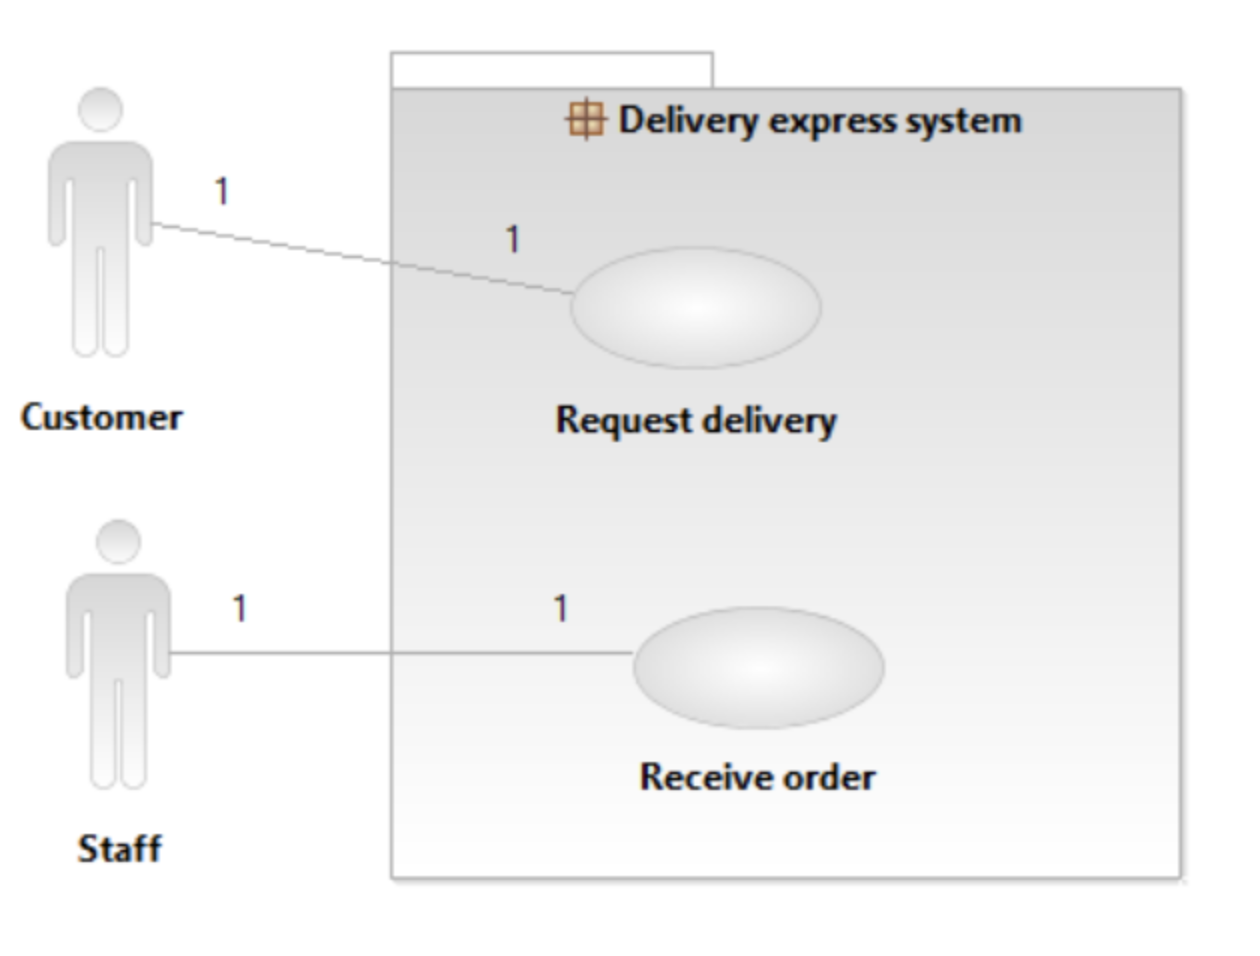 Delivery express system
1
1
Customer
Request delivery
1
1
Receive order
Staff